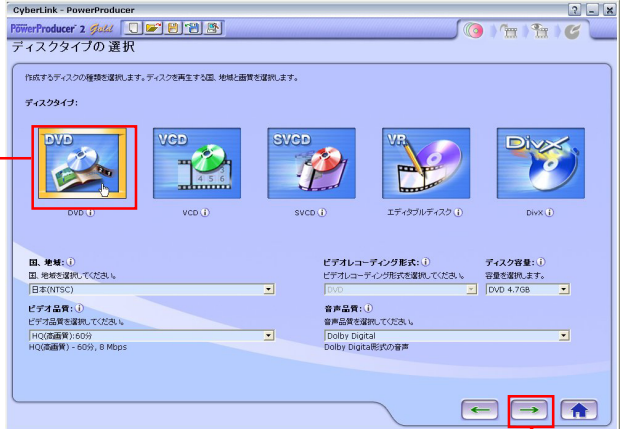 CyberLink - PowerProducer
PowerProducer 2 Gold
ディスクタイプの 選択
作成するディスクの種類を選択します。ディスクを再生する国、地域と画質を選択します。
ディスクタイプ:
DVD VCD SVCD VR DivX
4 5 6
DVD VCD SVCD エディタブルディスク DivX
国、地域: ビデオレコーディング形式: ディスク容量:
国、地域を選択してください。 ビデオレコーディング形式を選択してください。 容量を選択します。
日本(NTSC) DVD DVD 4.7GB
ビデオ品質: 音声品質:
ビデオ品質を選択してください。 音声品質を選択してください。
HQ(高画質):60分 Dolby Digital
HQ(高画質) - 60分, 8 Mbps Dolby Digital形式の音声